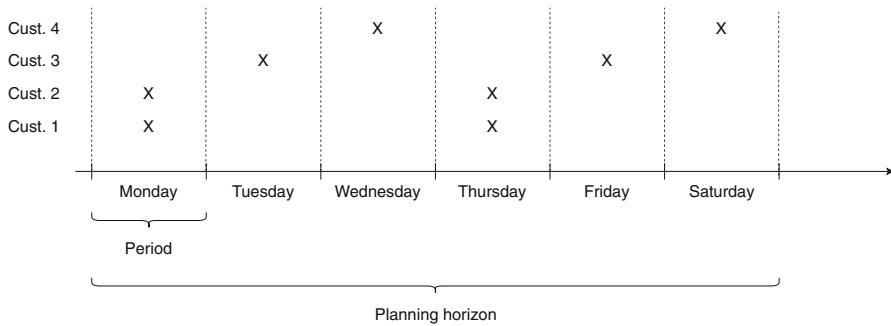 Cust. 4 X X
Cust. 3 X X
Cust. 2 X X
Cust. 1 X X
Monday Tuesday Wednesday Thursday Friday Saturday
Period
Planning horizon